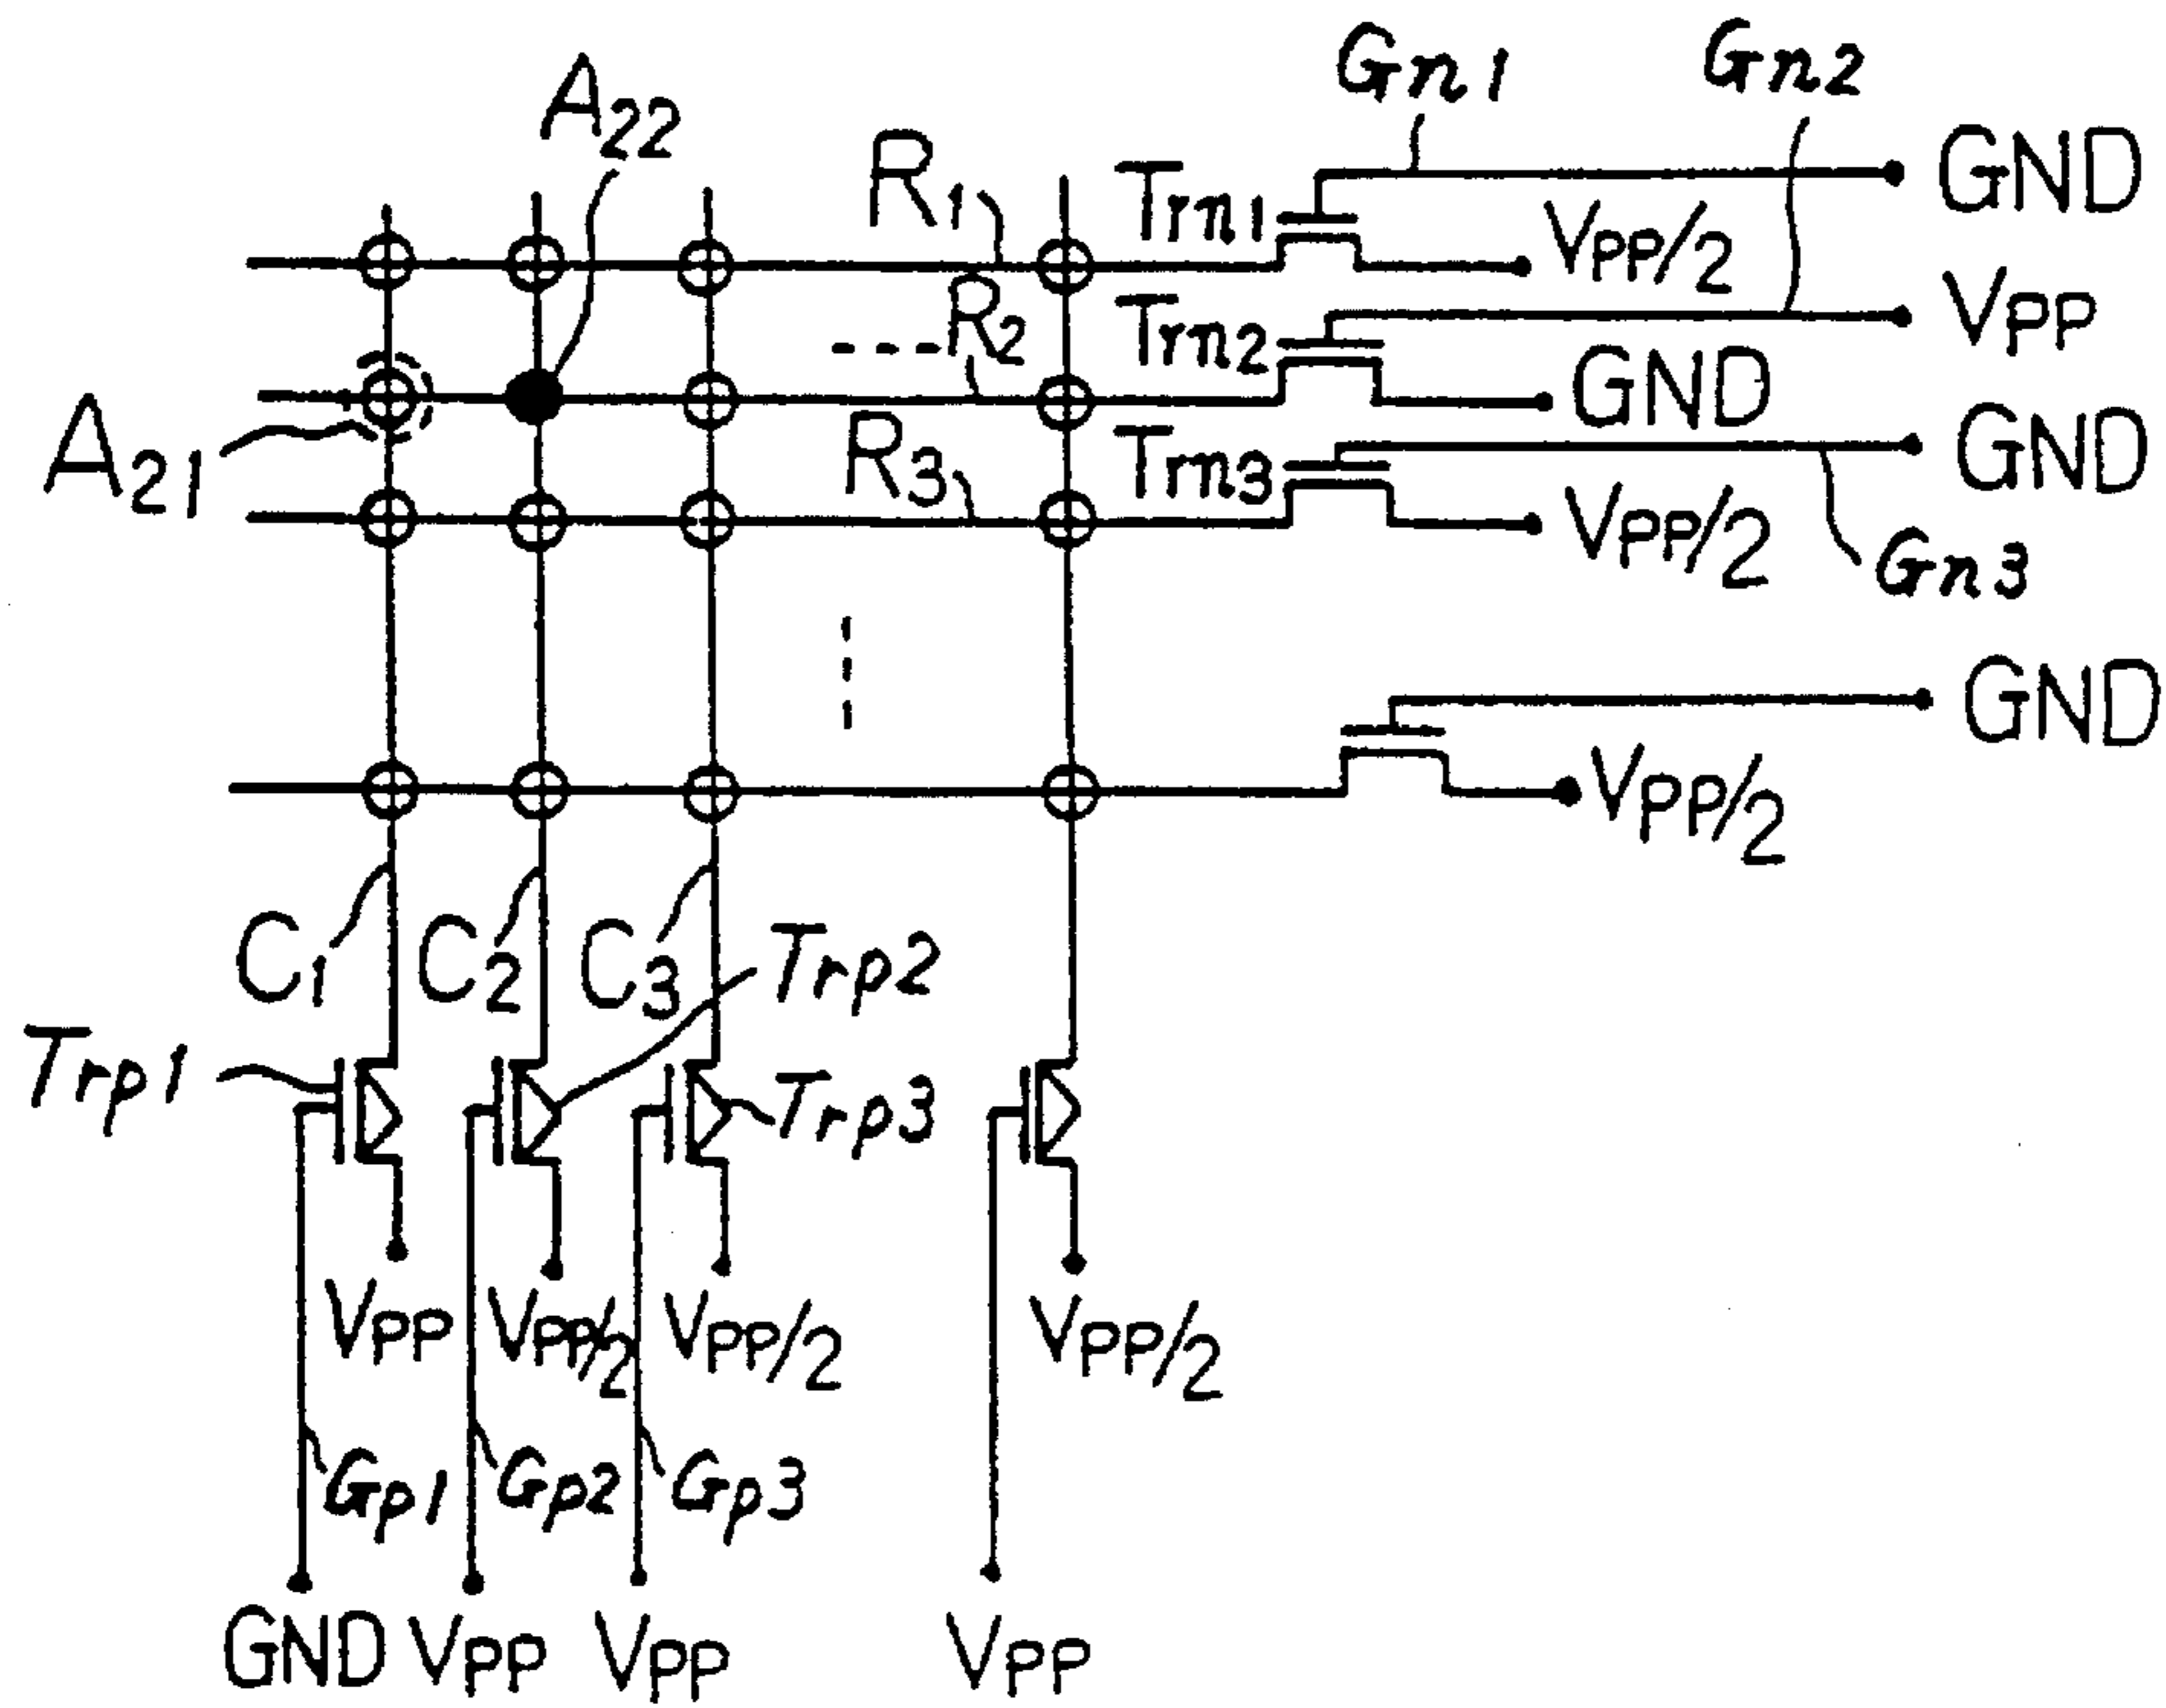 Gn1 Gn2
A22
R1 Trn1 GND
VPP/2
R2 Trn2 VPP
GND
A21 R3 Trn3 GND
VPP/2
Gn3
GND
VPP/2
C1 C2 C3 Trp2
Trp1 Trp3
VPP VPP/2 VPP/2 VPP/2
Gp1 Gp2 Gp3
GND VPP VPP VPP